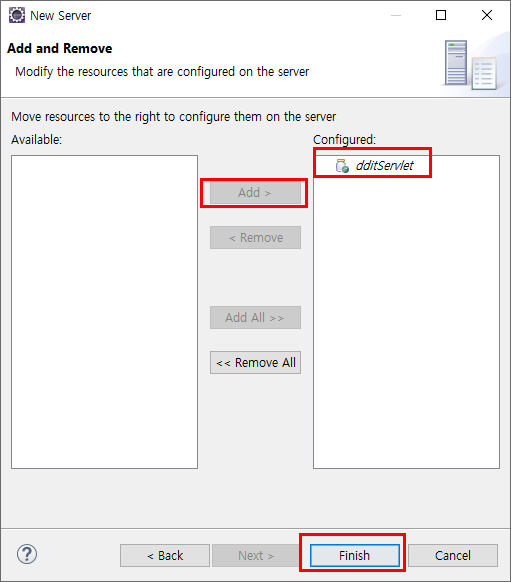 New Server
Add and Remove
Modify the resources that are configured on the server
Move resources to the right to configure them on the server
Available:
Configured:
dditServlet
Add >
< Remove
Add All >>
<< Remove All
?
< Back
Next >
Finish
Cancel